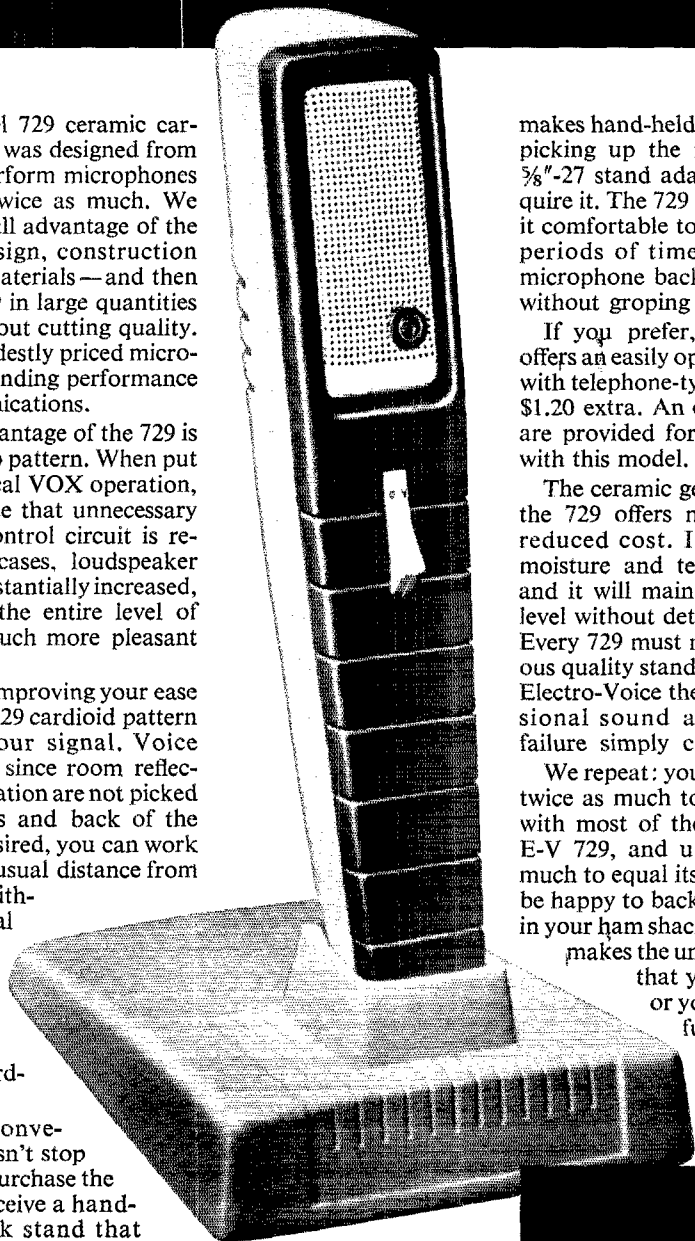 l 729 ceramic car-
was designed from
rform microphones
wice as much. We
ll advantage of the
sign, construction
aterials — and then
in large quantities
out cutting quality.
destly priced micro-
nding performance
ications.
antage of the 729 is
p pattern. When put
cal VOX operation,
e that unnecessary
ontrol circuit is re-
cases, loudspeaker
stantially increased,
the entire level of
uch more pleasant
mproving your ease
29 cardioid pattern
our signal. Voice
since room reflec-
ation are not picked
s and back of the
sired, you can work
usual distance from
ith-
al
rd-
onve-
sn't stop
urchase the
ceive a hand-
k stand that
makes hand-held
picking up the
⅝"-27 stand ada
quire it. The 729
it comfortable to
periods of time
microphone back
without groping
If you prefer,
offers an easily op
with telephone-ty
$1.20 extra. An
are provided for
with this model.
The ceramic ge
the 729 offers m
reduced cost. I
moisture and te
and it will main
level without det
Every 729 must m
ous quality stand
Electro-Voice the
sional sound a
failure simply c
We repeat: you
twice as much to
with most of the
E-V 729, and u
much to equal its
be happy to back
in your ham shac
makes the un
that y
or yo
fu